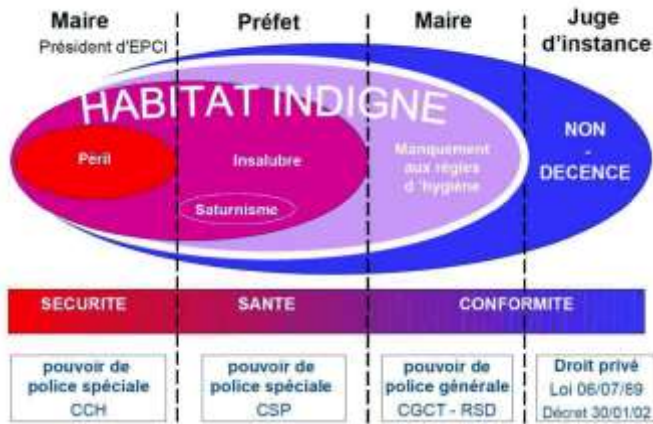 Maire
Président d'EPCI
Préfet
Maire
Juge
d'instance
HABITAT INDIGNE
Péril
Insalubre
Saturnisme
Manquement
aux règles
d 'hygiène
NON
-
DECENCE
SECURITE
SANTE
CONFORMITE
pouvoir de
police spéciale
CCH
pouvoir de
police spéciale
CSP
pouvoir de
police générale
CGCT - RSD
Droit privé
Loi 06/07/89
Décret 30/01/02